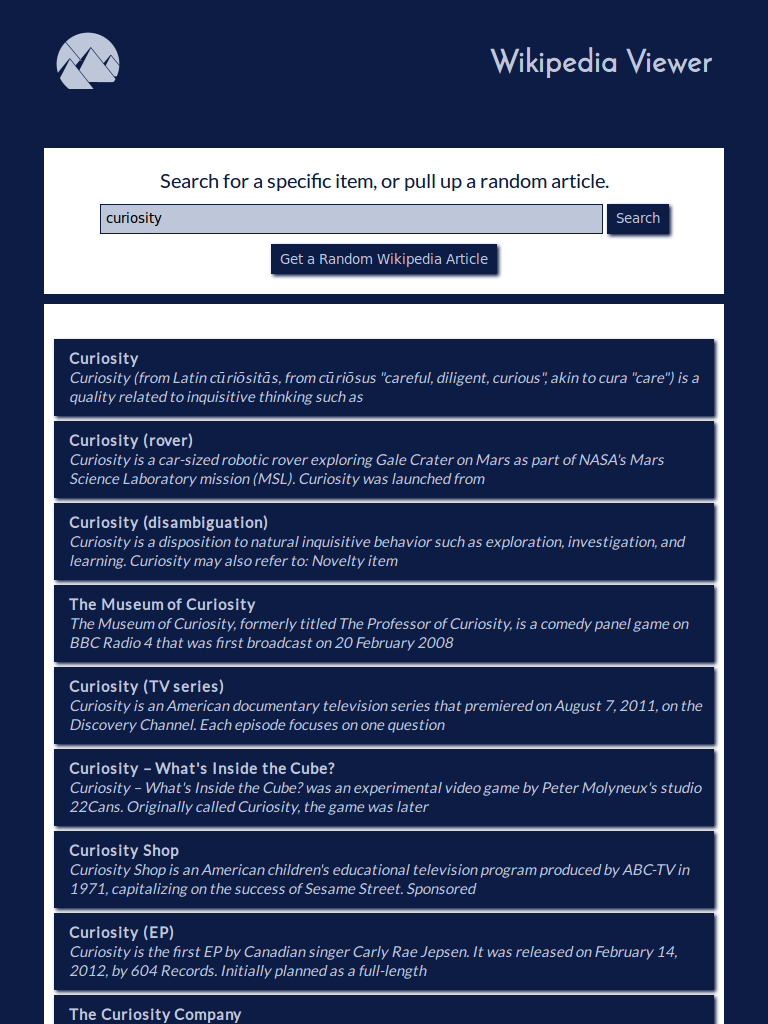 Wikipedia Viewer
Search for a specific item, or pull up a random article.
curiosity
Search
Get a Random Wikipedia Article
Curiosity
Curiosity (from Latin cūriōsitās, from cūriōsus "careful, diligent, curious", akin to cura "care") is a
quality related to inquisitive thinking such as
Curiosity (rover)
Curiosity is a car-sized robotic rover exploring Gale Crater on Mars as part of NASA's Mars
Science Laboratory mission (MSL). Curiosity was launched from
Curiosity (disambiguation)
Curiosity is a disposition to natural inquisitive behavior such as exploration, investigation, and
learning. Curiosity may also refer to: Novelty item
The Museum of Curiosity
The Museum of Curiosity, formerly titled The Professor of Curiosity, is a comedy panel game on
BBC Radio 4 that was first broadcast on 20 February 2008
Curiosity (TV series)
Curiosity is an American documentary television series that premiered on August 7, 2011, on the
Discovery Channel. Each episode focuses on one question
Curiosity – What's Inside the Cube?
Curiosity – What's Inside the Cube? was an experimental video game by Peter Molyneux's studio
22Cans. Originally called Curiosity, the game was later
Curiosity Shop
Curiosity Shop is an American children's educational television program produced by ABC-TV in
1971, capitalizing on the success of Sesame Street. Sponsored
Curiosity (EP)
Curiosity is the first EP by Canadian singer Carly Rae Jepsen. It was released on February 14,
2012, by 604 Records. Initially planned as a full-length
The Curiosity Company